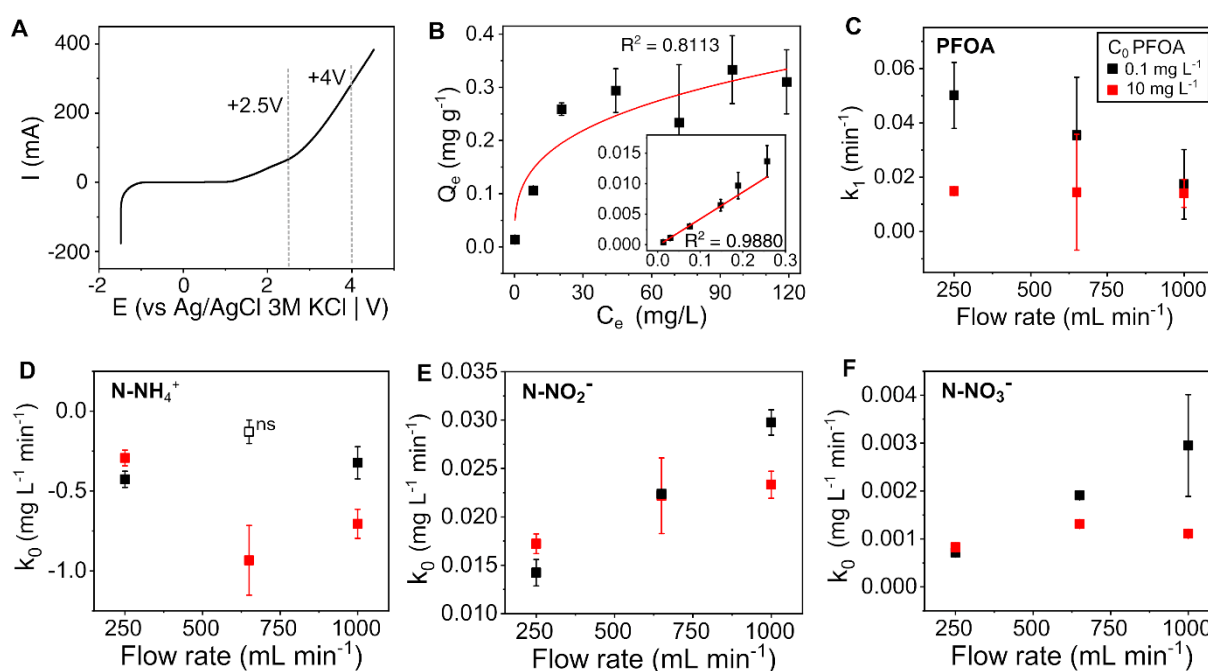 A
400
200
0
-200
I (mA)
+2.5V
+4V
-2 0 2 4
E (vs Ag/AgCl 3M KCl | V)
B
R² = 0.8113
0.4
0.3
0.2
0.1
0.0
Qₑ (mg g⁻¹)
0.015
0.010
0.005
0.000
R² = 0.9880
0.0 0.1 0.2 0.3
0 30 60 90 120
Cₑ (mg/L)
C
PFOA
C₀ PFOA
0.1 mg L⁻¹
10 mg L⁻¹
0.06
0.04
0.02
0.00
k₁ (min⁻¹)
250 500 750 1000
Flow rate (mL min⁻¹)
D
N-NH₄⁺
ns
0.0
-0.5
-1.0
k₀ (mg L⁻¹ min⁻¹)
250 500 750 1000
Flow rate (mL min⁻¹)
E
N-NO₂⁻
0.035
0.030
0.025
0.020
0.015
0.010
k₀ (mg L⁻¹ min⁻¹)
250 500 750 1000
Flow rate (mL min⁻¹)
F
N-NO₃⁻
0.004
0.003
0.002
0.001
0.000
k₀ (mg L⁻¹ min⁻¹)
250 500 750 1000
Flow rate (mL min⁻¹)